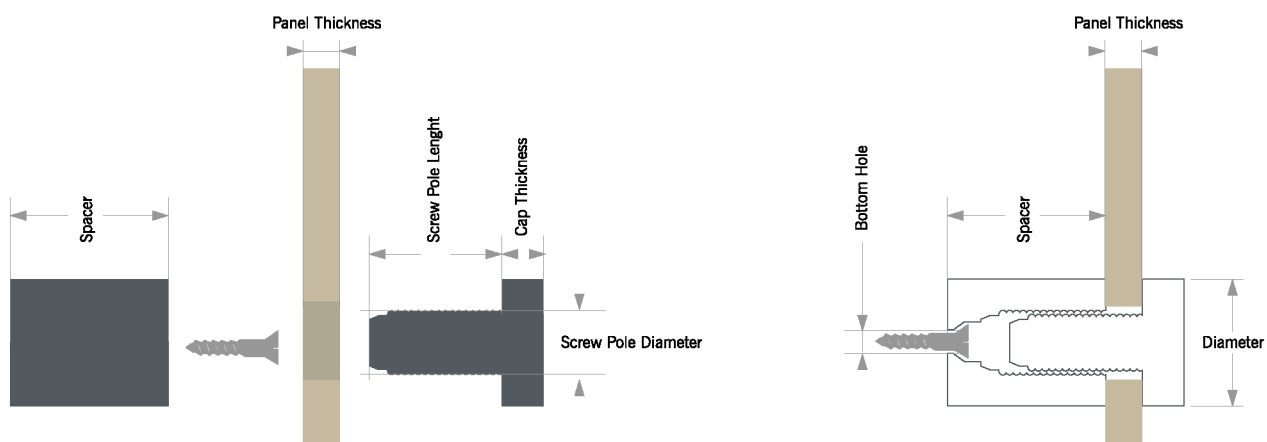 Panel Thickness
Spacer
Screw Pole Lenght
Cap Thickness
Screw Pole Diameter
Panel Thickness
Bottom Hole
Spacer
Diameter